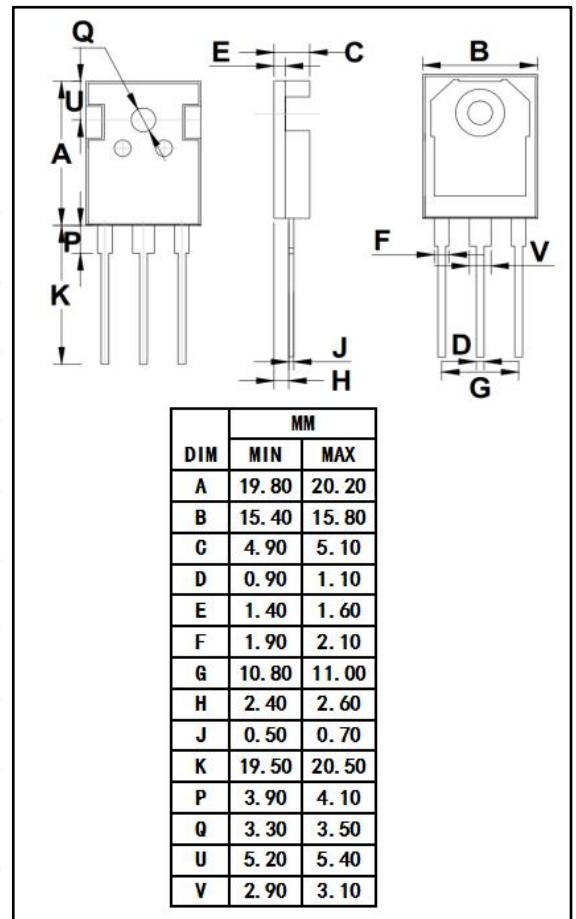 Q
E C B
U
A
P
K
F V
J D
H G
MM
DIM MIN MAX
A 19.80 20.20
B 15.40 15.80
C 4.90 5.10
D 0.90 1.10
E 1.40 1.60
F 1.90 2.10
G 10.80 11.00
H 2.40 2.60
J 0.50 0.70
K 19.50 20.50
P 3.90 4.10
Q 3.30 3.50
U 5.20 5.40
V 2.90 3.10